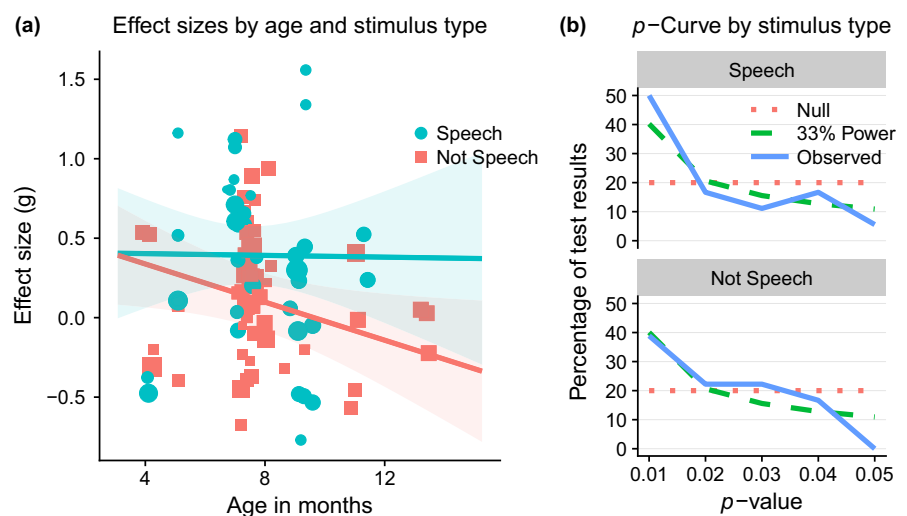 (a) Effect sizes by age and stimulus type
Effect size (g)
1.5
1.0
0.5
0.0
−0.5
Speech
Not Speech
4 8 12
Age in months
(b) p−Curve by stimulus type
Percentage of test results
Speech
50
40
30
20
10
0
Null
33% Power
Observed
Not Speech
50
40
30
20
10
0
0.01 0.02 0.03 0.04 0.05
p−value